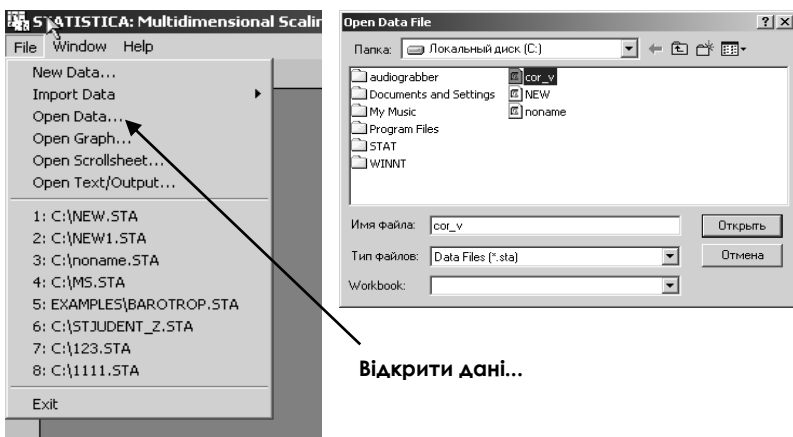 STATISTICA: Multidimensional Scalin
File Window Help
New Data...
Import Data
Open Data...
Open Graph...
Open Scrollsheet...
Open Text/Output...
1: C:\NEW.STA
2: C:\NEW1.STA
3: C:\noname.STA
4: C:\MS.STA
5: EXAMPLES\BAROTROP.STA
6: C:\STJUDENT_Z.STA
7: C:\123.STA
8: C:\1111.STA
Exit
Open Data File
Папка: Локальный диск (C:)
audiograbber
Documents and Settings
My Music
Program Files
STAT
WINNT
cor_v
NEW
noname
Имя файла: cor_v Открыть
Тип файлов: Data Files (*.sta) Отмена
Workbook:
Відкрити дані...